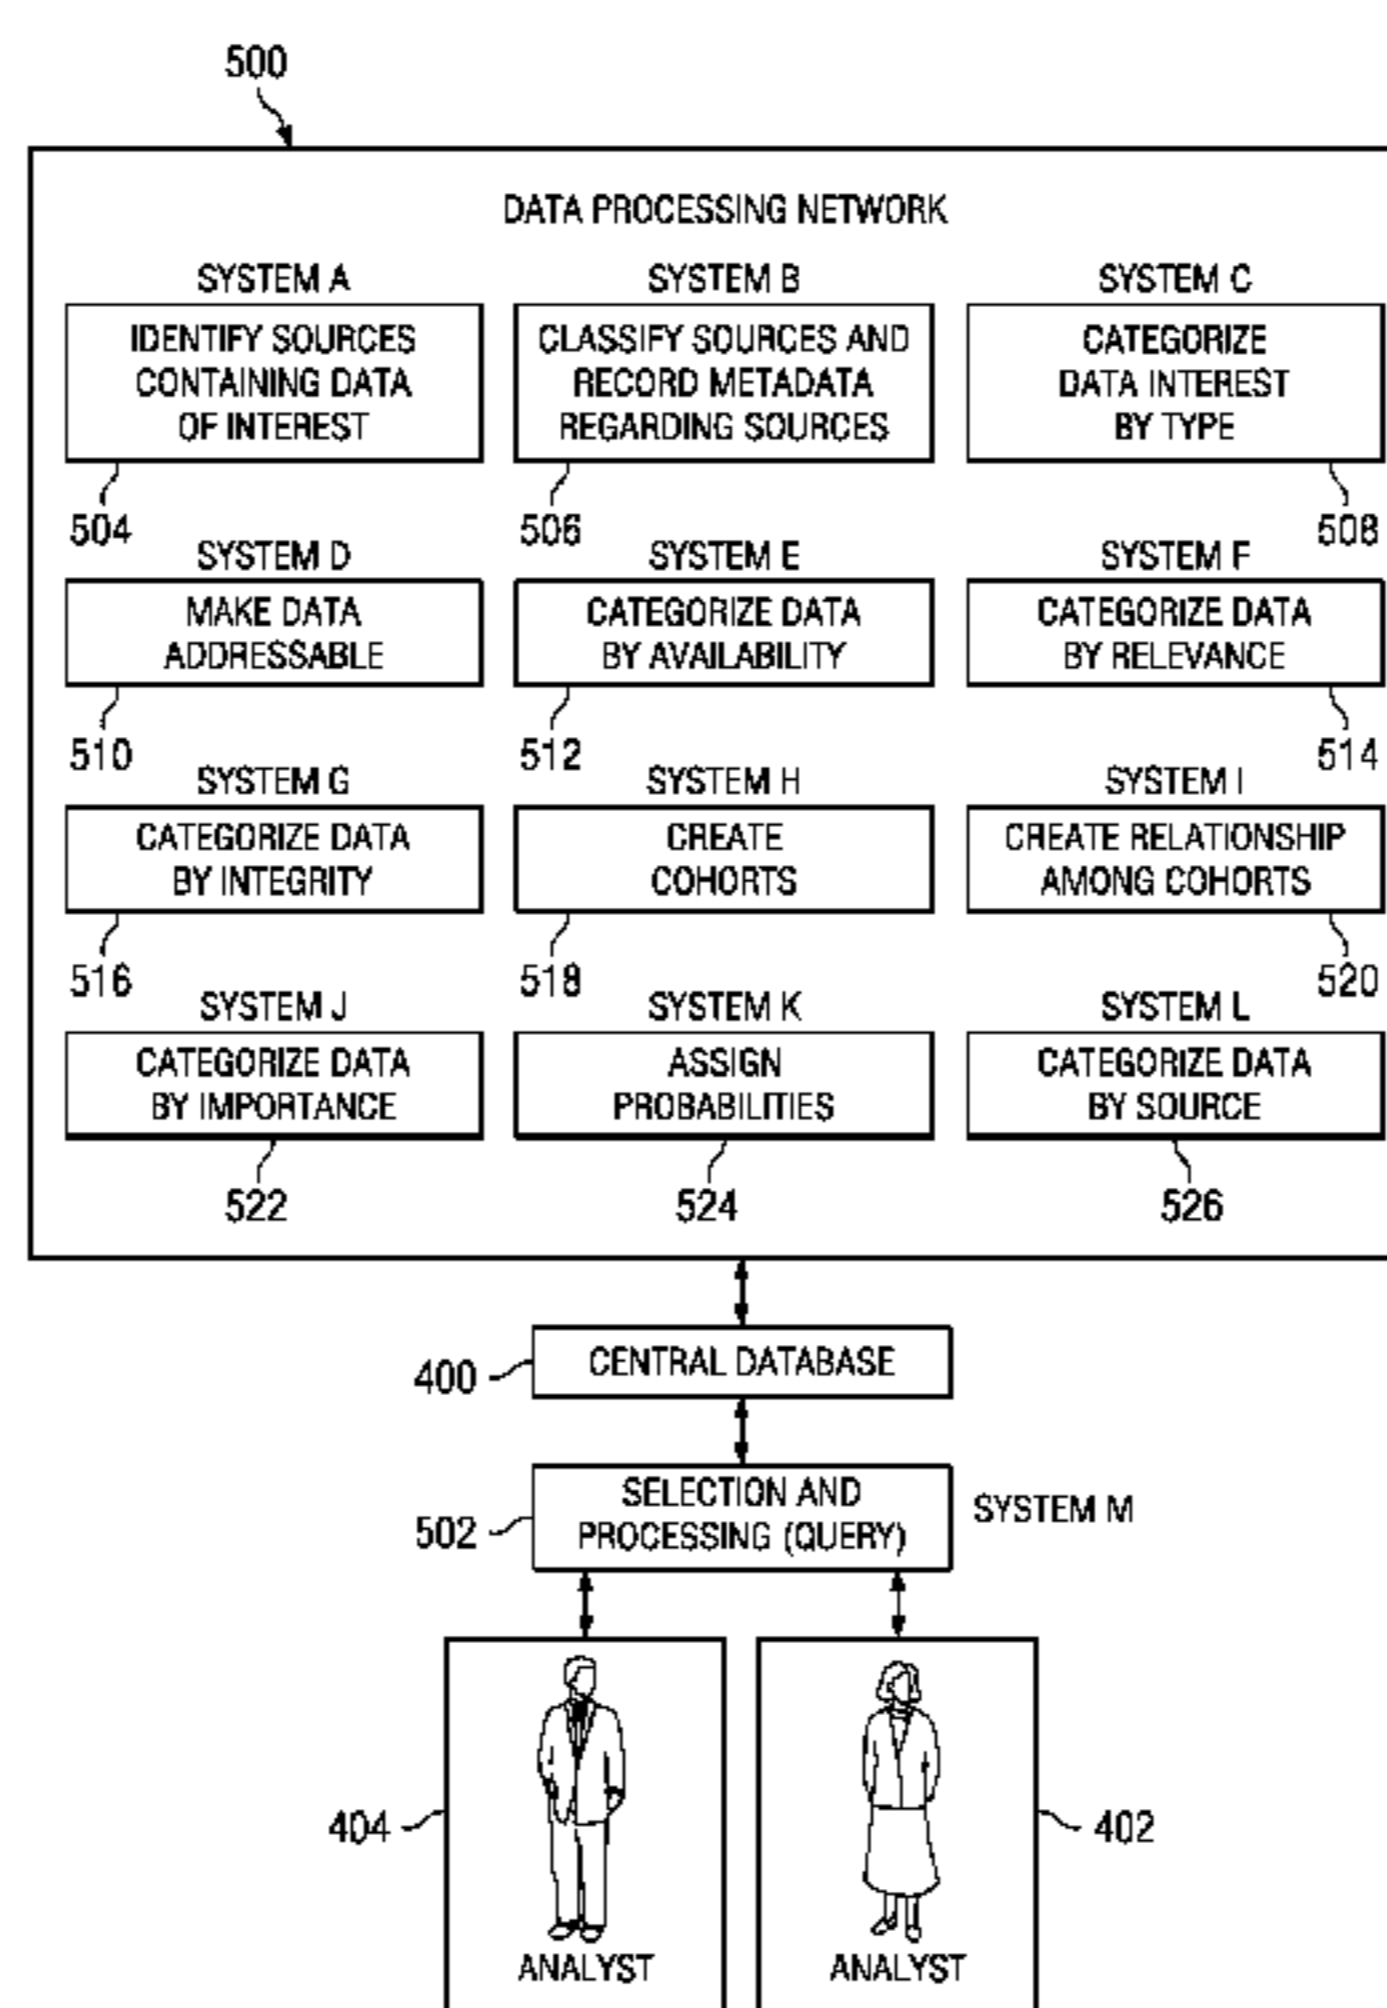 500
DATA PROCESSING NETWORK
SYSTEM A
IDENTIFY SOURCES
CONTAINING DATA
OF INTEREST
504
SYSTEM B
CLASSIFY SOURCES AND
RECORD METADATA
REGARDING SOURCES
506
SYSTEM C
CATEGORIZE
DATA INTEREST
BY TYPE
508
SYSTEM D
MAKE DATA
ADDRESSABLE
510
SYSTEM E
CATEGORIZE DATA
BY AVAILABILITY
512
SYSTEM F
CATEGORIZE DATA
BY RELEVANCE
514
SYSTEM G
CATEGORIZE DATA
BY INTEGRITY
516
SYSTEM H
CREATE
COHORTS
518
SYSTEM I
CREATE RELATIONSHIP
AMONG COHORTS
520
SYSTEM J
CATEGORIZE DATA
BY IMPORTANCE
522
SYSTEM K
ASSIGN
PROBABILITIES
524
SYSTEM L
CATEGORIZE DATA
BY SOURCE
526
400
CENTRAL DATABASE
502
SELECTION AND
PROCESSING (QUERY)
SYSTEM M
404
ANALYST
402
ANALYST